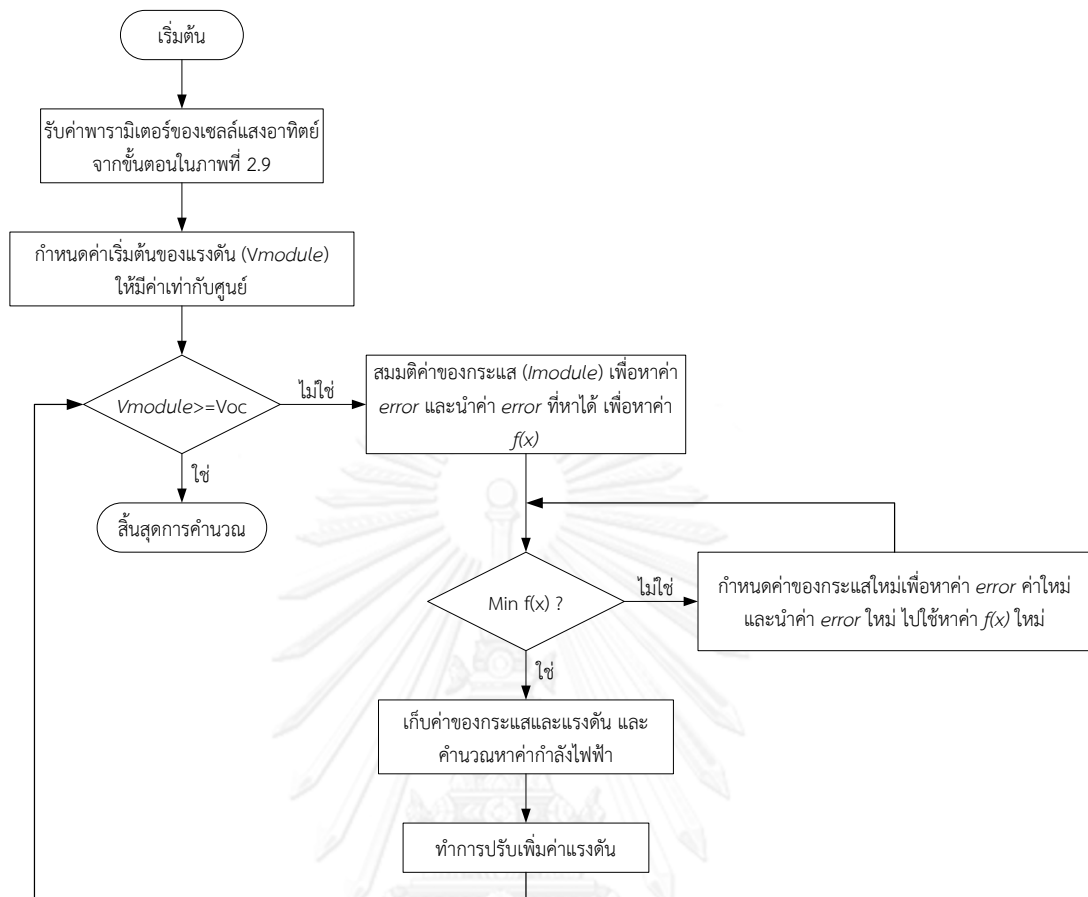 เริ่มต้น
รับค่าพารามิเตอร์ของเซลล์แสงอาทิตย์
จากขั้นตอนในภาพที่ 2.9
กำหนดค่าเริ่มต้นของแรงดัน (Vmodule)
ให้มีค่าเท่ากับศูนย์
Vmodule>=Voc
ไม่ใช่
สมมติค่าของกระแส (Imodule) เพื่อหาค่า
error และนำค่า error ที่หาได้ เพื่อหาค่า
f(x)
ใช่
สิ้นสุดการคำนวณ
Min f(x) ?
ไม่ใช่
กำหนดค่าของกระแสใหม่เพื่อหาค่า error ค่าใหม่
และนำค่า error ใหม่ ไปใช้หาค่า f(x) ใหม่
ใช่
เก็บค่าของกระแสและแรงดัน และ
คำนวณหาค่ากำลังไฟฟ้า
ทำการปรับเพิ่มค่าแรงดัน